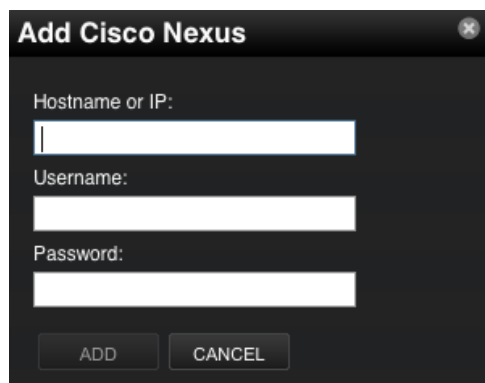 Add Cisco Nexus
Hostname or IP:
Username:
Password:
ADD CANCEL